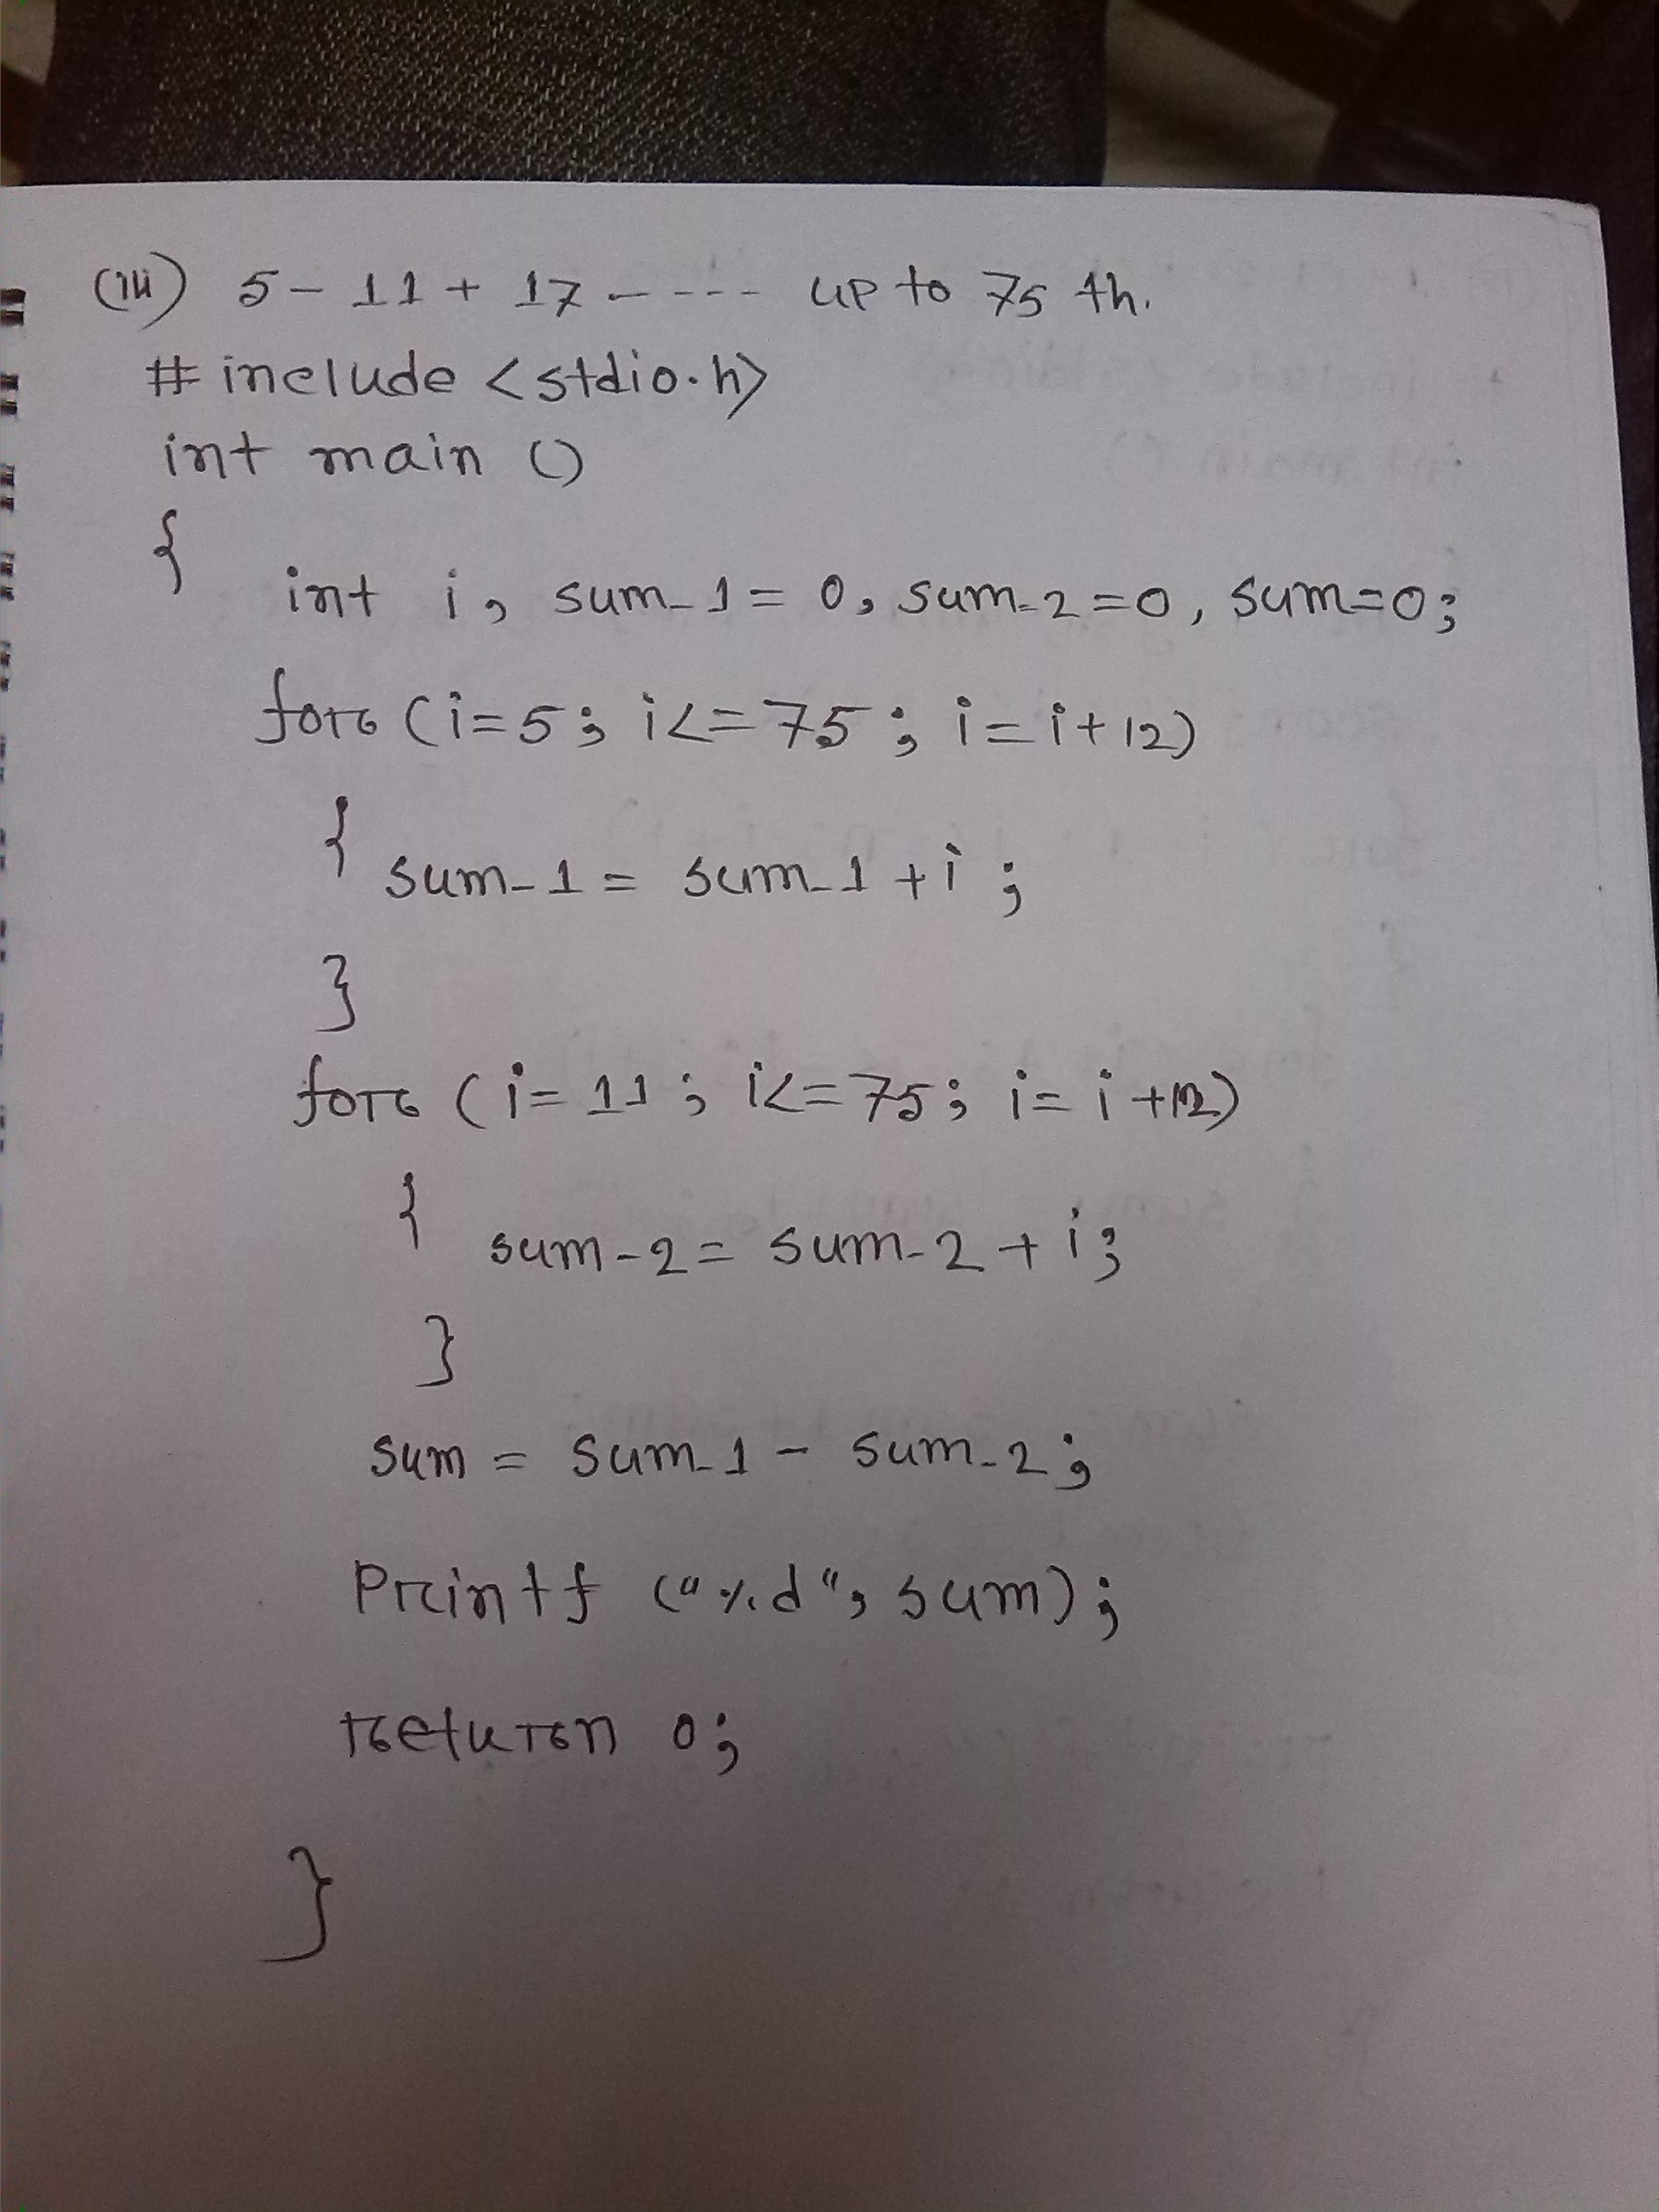 (iii) 5 - 11 + 17 - - - - - up to 75 th.
# include <stdio.h>
int main ()
{
int i, sum_1 = 0, sum_2 = 0, sum = 0;
for (i=5; i<=75; i=i+12)
{
sum_1 = sum_1 + i;
}
for (i=11; i<=75; i=i+12)
{
sum_2 = sum_2 + i;
}
sum = sum_1 - sum_2;
Printf ("%d", sum);
return 0;
}